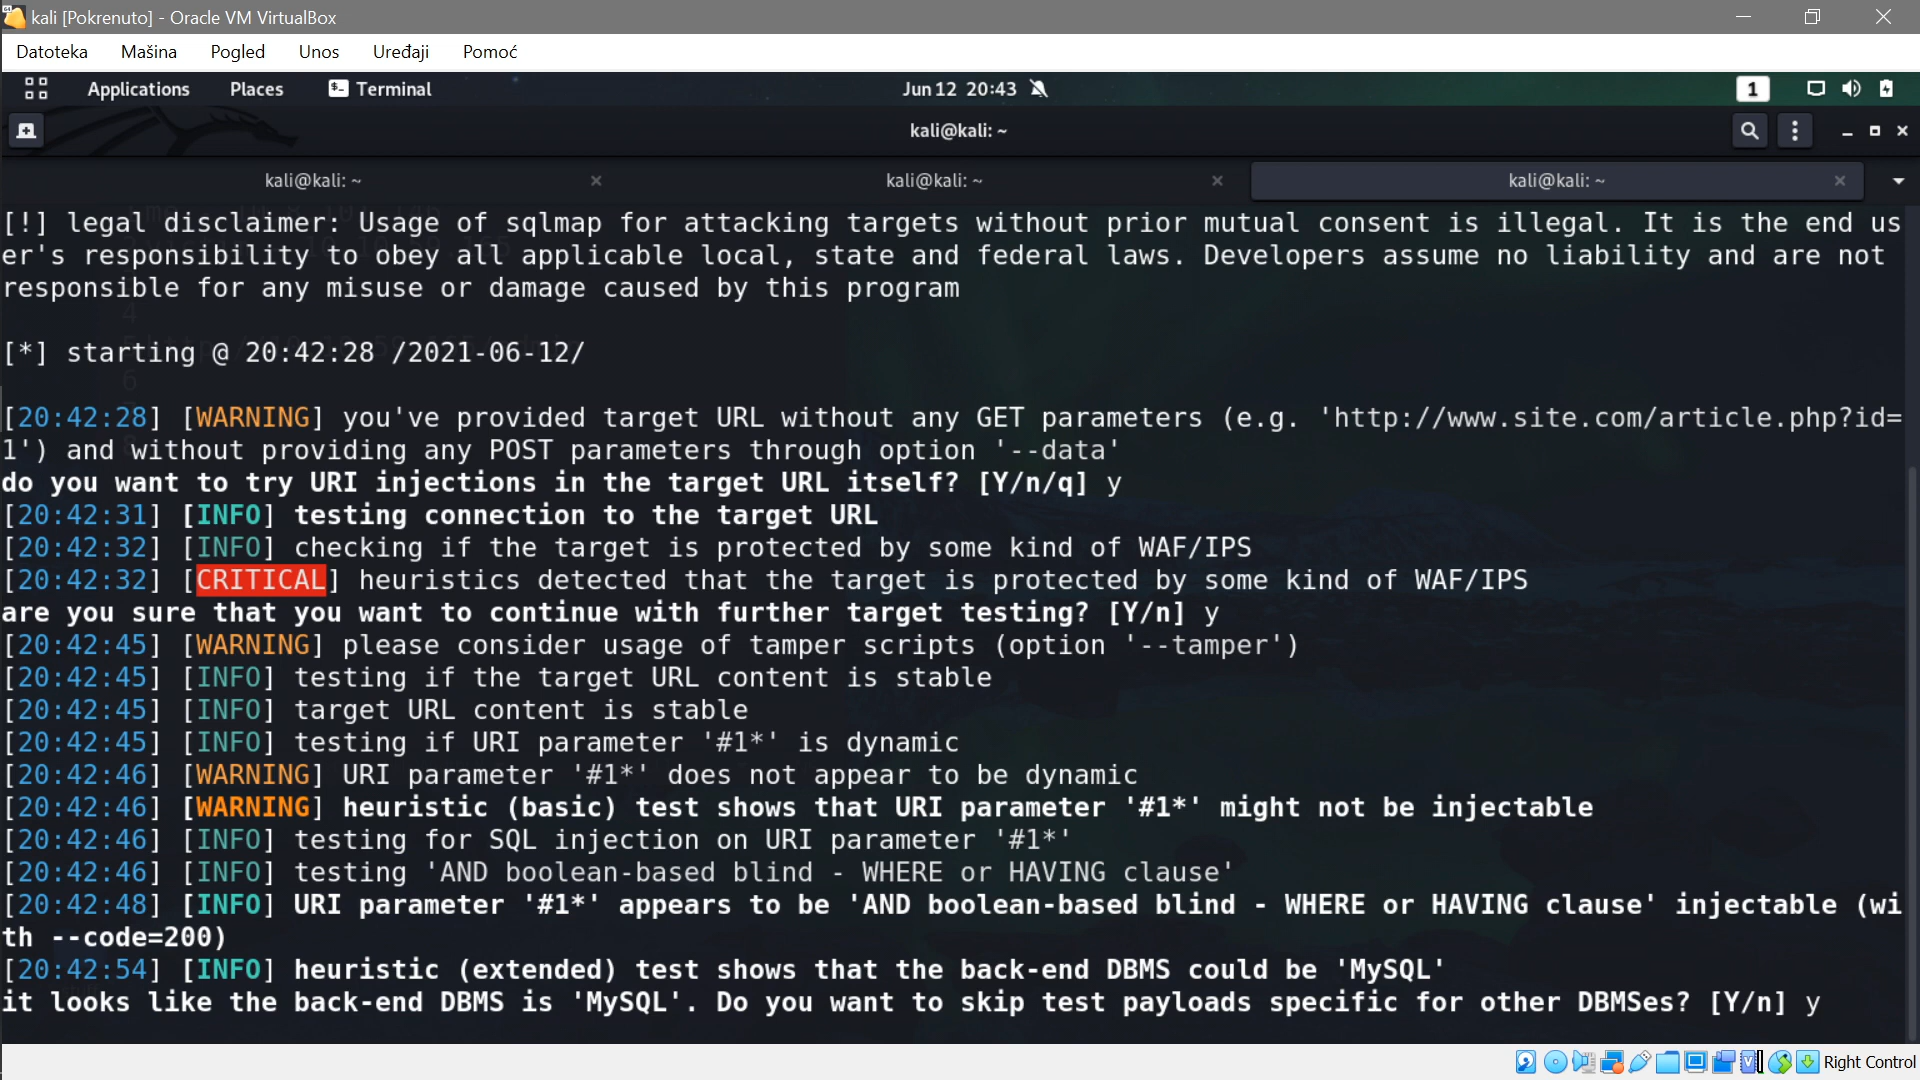 kali [Pokrenuto] - Oracle VM VirtualBox
Datoteka Mašina Pogled Unos Uređaji Pomoć
Applications Places Terminal Jun 12 20:43 1
kali@kali: ~
kali@kali: ~ kali@kali: ~ kali@kali: ~
[!] legal disclaimer: Usage of sqlmap for attacking targets without prior mutual consent is illegal. It is the end us
er's responsibility to obey all applicable local, state and federal laws. Developers assume no liability and are not
responsible for any misuse or damage caused by this program
[*] starting @ 20:42:28 /2021-06-12/
[20:42:28] [WARNING] you've provided target URL without any GET parameters (e.g. 'http://www.site.com/article.php?id=
1') and without providing any POST parameters through option '--data'
do you want to try URI injections in the target URL itself? [Y/n/q] y
[20:42:31] [INFO] testing connection to the target URL
[20:42:32] [INFO] checking if the target is protected by some kind of WAF/IPS
[20:42:32] [CRITICAL] heuristics detected that the target is protected by some kind of WAF/IPS
are you sure that you want to continue with further target testing? [Y/n] y
[20:42:45] [WARNING] please consider usage of tamper scripts (option '--tamper')
[20:42:45] [INFO] testing if the target URL content is stable
[20:42:45] [INFO] target URL content is stable
[20:42:45] [INFO] testing if URI parameter '#1*' is dynamic
[20:42:46] [WARNING] URI parameter '#1*' does not appear to be dynamic
[20:42:46] [WARNING] heuristic (basic) test shows that URI parameter '#1*' might not be injectable
[20:42:46] [INFO] testing for SQL injection on URI parameter '#1*'
[20:42:46] [INFO] testing 'AND boolean-based blind - WHERE or HAVING clause'
[20:42:48] [INFO] URI parameter '#1*' appears to be 'AND boolean-based blind - WHERE or HAVING clause' injectable (wi
th --code=200)
[20:42:54] [INFO] heuristic (extended) test shows that the back-end DBMS could be 'MySQL'
it looks like the back-end DBMS is 'MySQL'. Do you want to skip test payloads specific for other DBMSes? [Y/n] y
Right Control